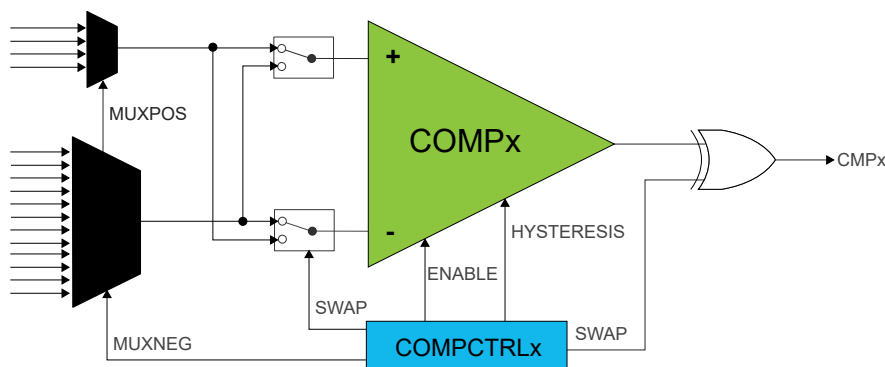 MUXPOS
+
COMPx
CMPx
-
HYSTERESIS
ENABLE
SWAP
SWAP
MUXNEG
COMPCTRLx